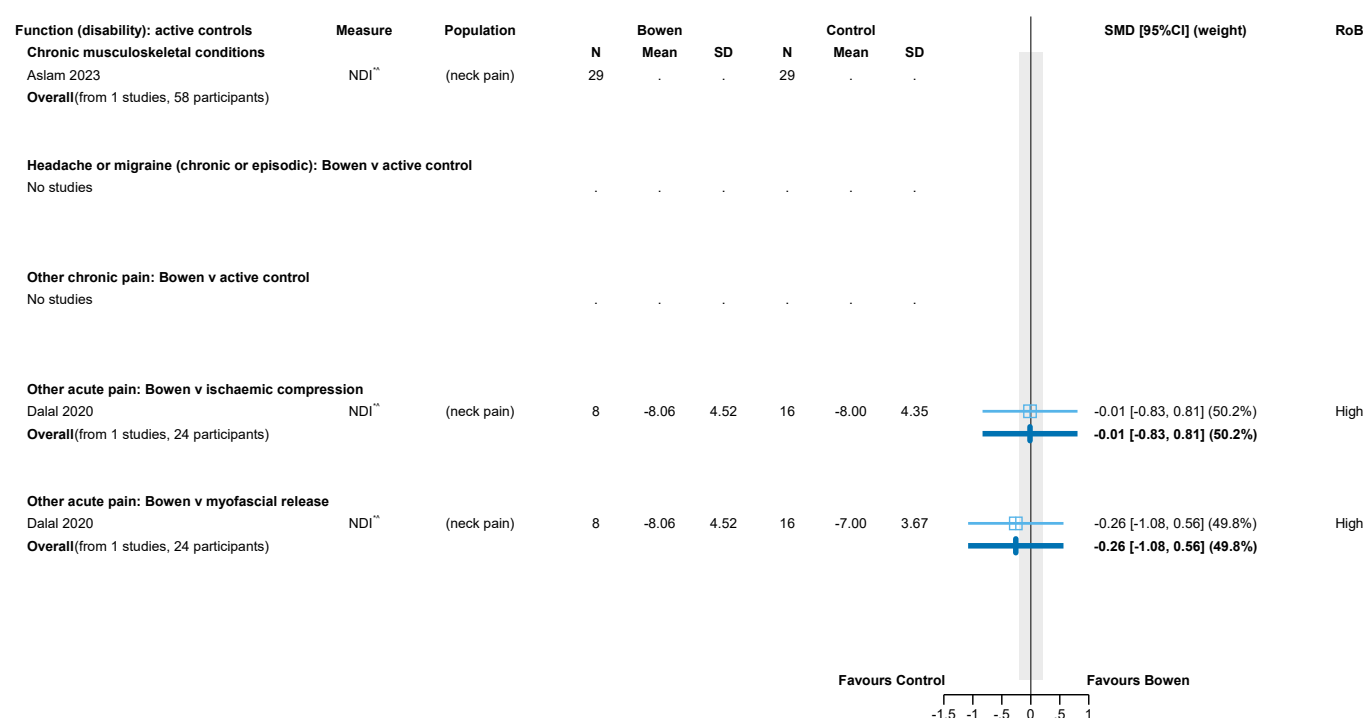 Function (disability): active controls Measure Population Bowen Control SMD [95%CI] (weight) RoB
Chronic musculoskeletal conditions N Mean SD N Mean SD
Aslam 2023 NDI*^ (neck pain) 29 . . 29 . .
Overall(from 1 studies, 58 participants)
Headache or migraine (chronic or episodic): Bowen v active control
No studies . . . . . .
Other chronic pain: Bowen v active control
No studies . . . . . .
Other acute pain: Bowen v ischaemic compression
Dalal 2020 NDI*^ (neck pain) 8 -8.06 4.52 16 -8.00 4.35 -0.01 [-0.83, 0.81] (50.2%) High
Overall(from 1 studies, 24 participants) -0.01 [-0.83, 0.81] (50.2%)
Other acute pain: Bowen v myofascial release
Dalal 2020 NDI*^ (neck pain) 8 -8.06 4.52 16 -7.00 3.67 -0.26 [-1.08, 0.56] (49.8%) High
Overall(from 1 studies, 24 participants) -0.26 [-1.08, 0.56] (49.8%)
Favours Control Favours Bowen
-1.5 -1 -.5 0 .5 1